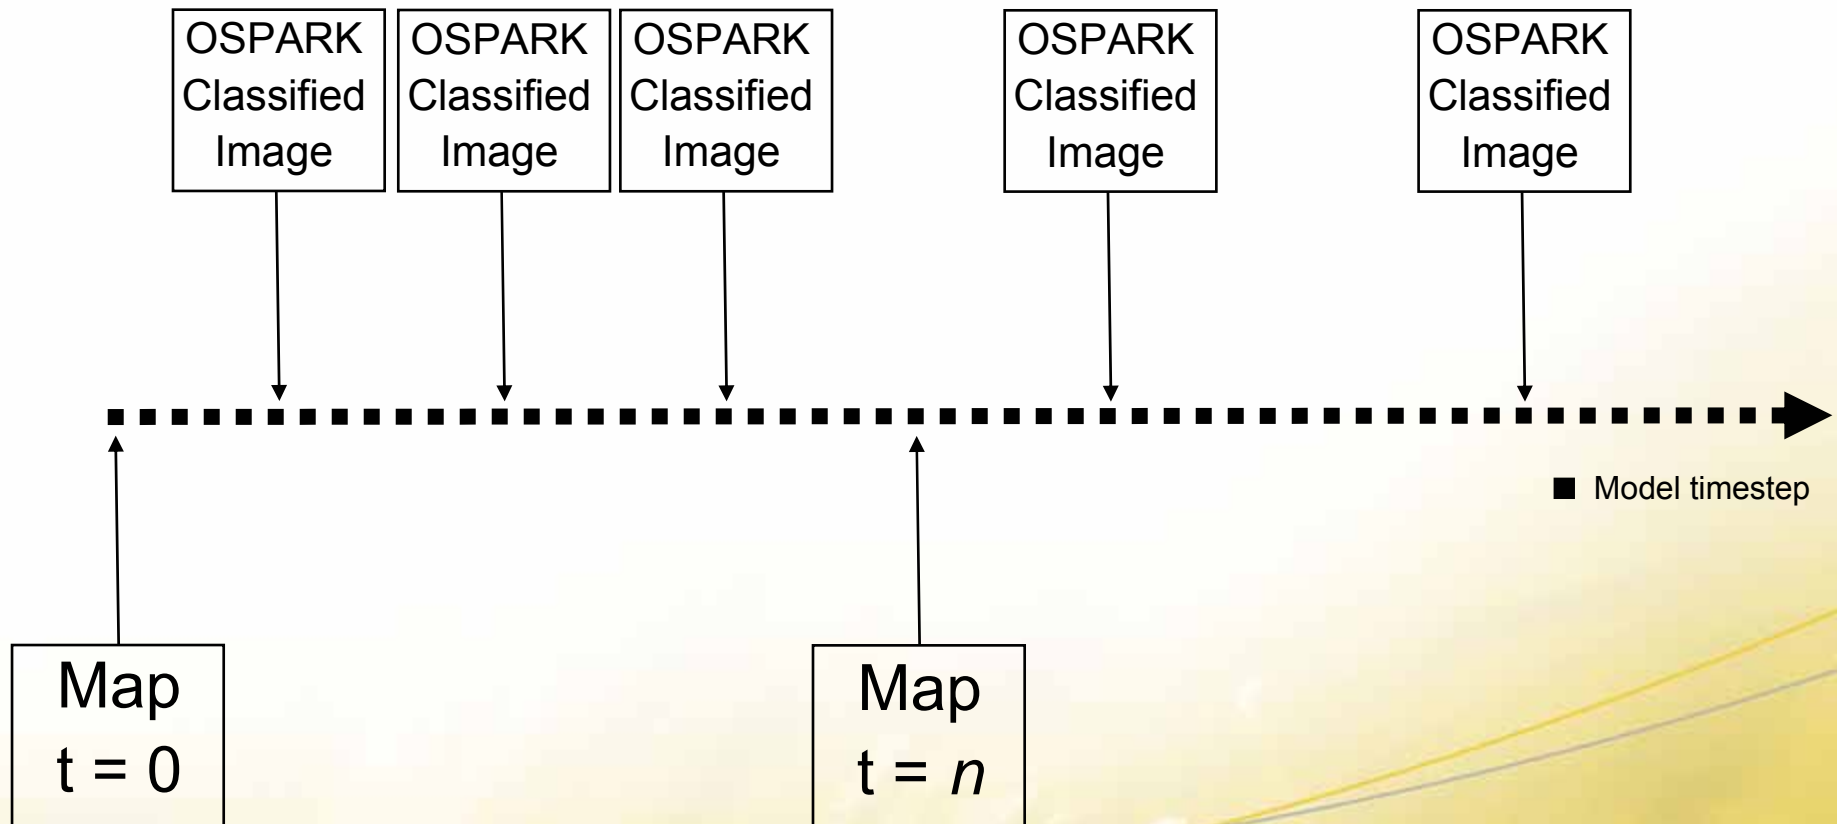 OSPARK
Classified
Image
OSPARK
Classified
Image
OSPARK
Classified
Image
OSPARK
Classified
Image
OSPARK
Classified
Image
Model timestep
Map
t = 0
Map
t = n